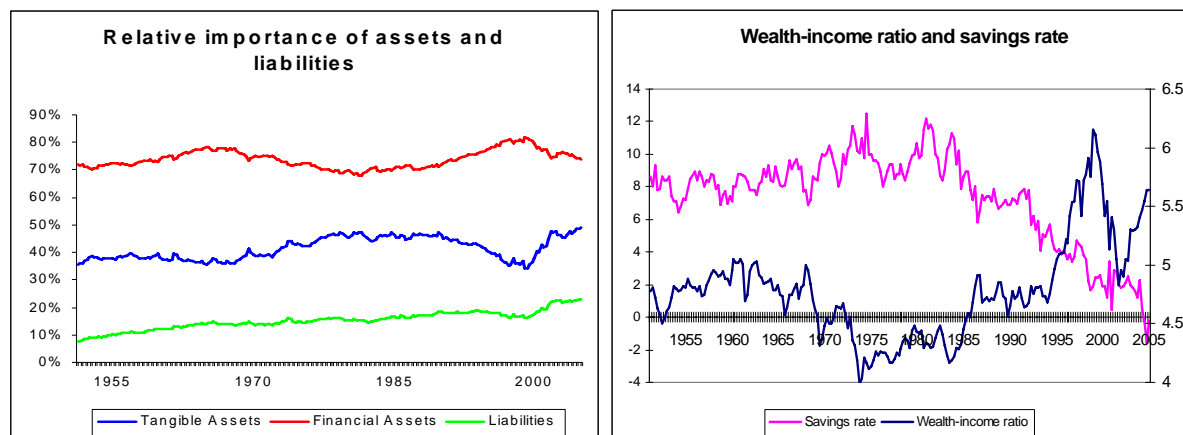 Relative importance of assets and
liabilities
90%
80%
70%
60%
50%
40%
30%
20%
10%
0%
1955 1970 1985 2000
Tangible Assets Financial Assets Liabilities
Wealth-income ratio and savings rate
14 6.5
12
10 6
8
6 5.5
4
2 5
0 4.5
1955 1960 1965 1970 1975 1980 1985 1990 1995 2000 2005
-2
-4 4
Savings rate Wealth-income ratio